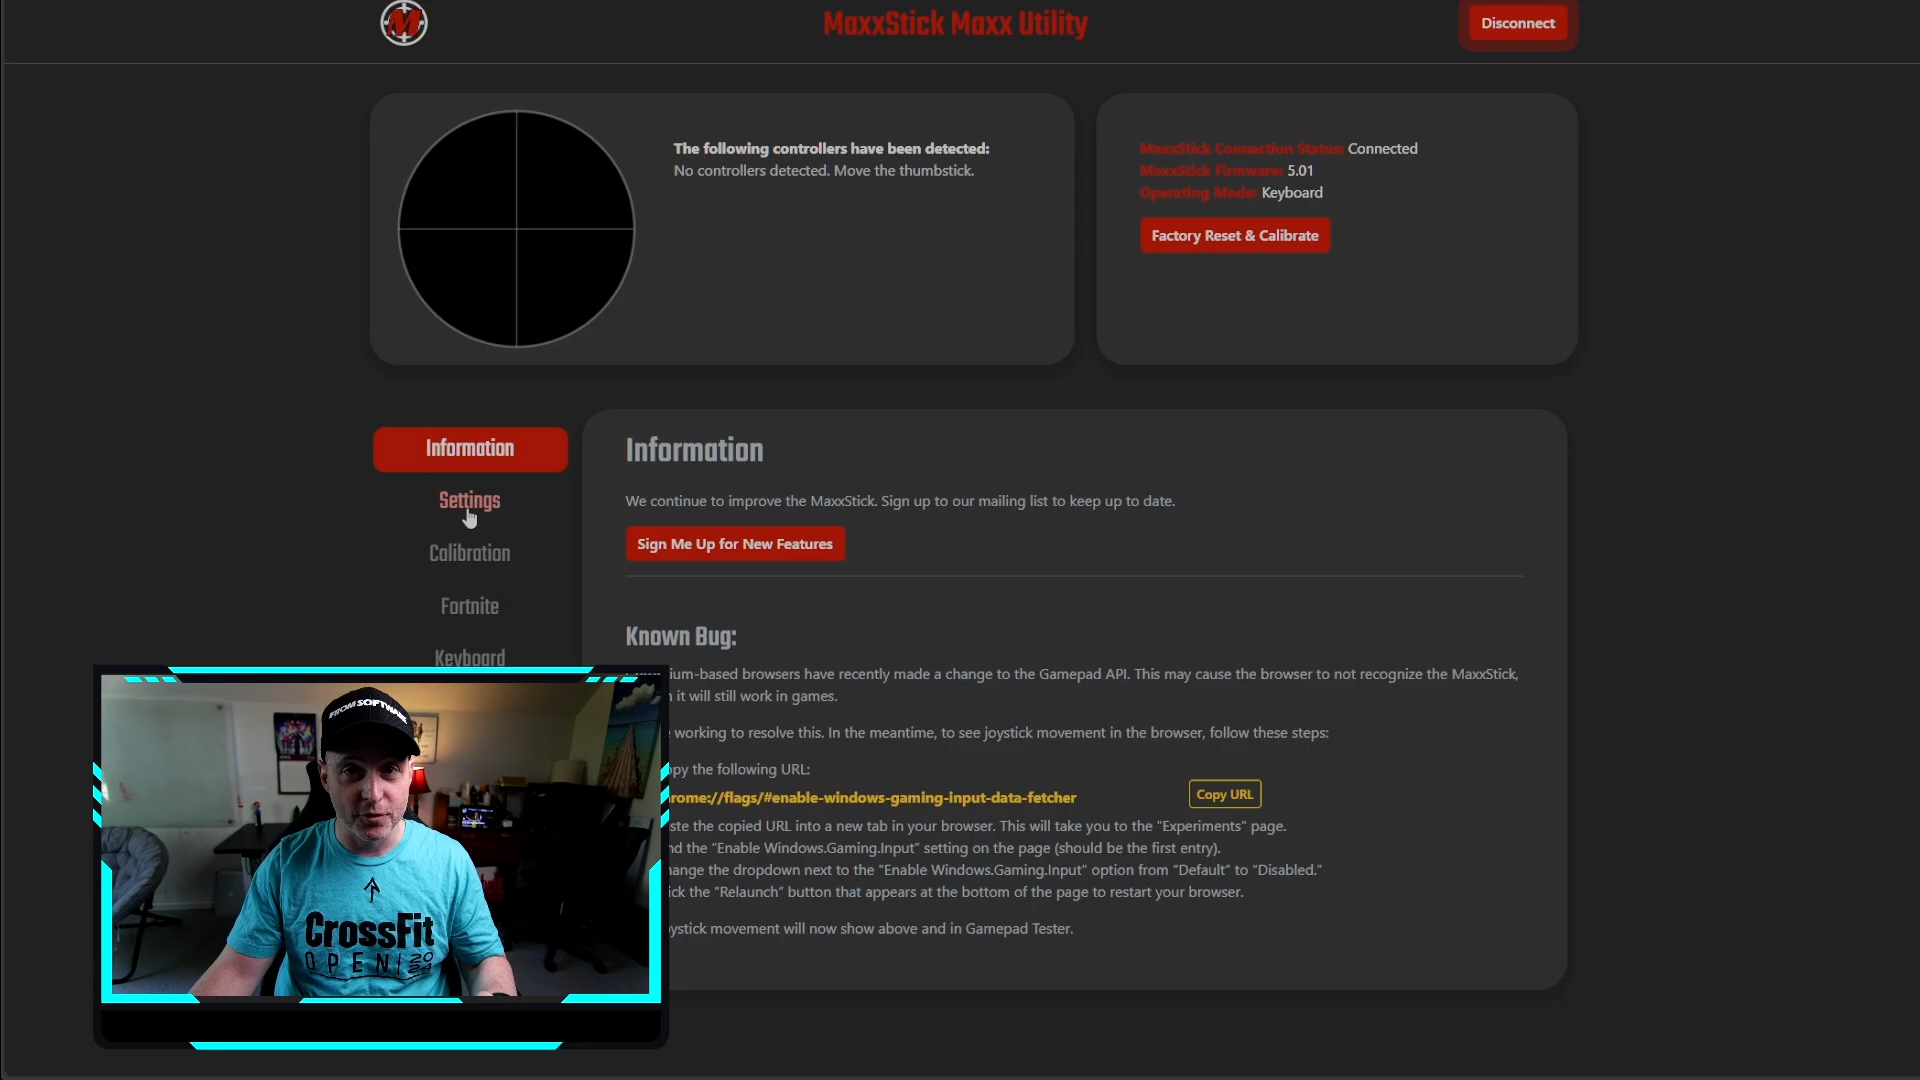 MaxxStick Maxx Utility
Disconnect
The following controllers have been detected:
No controllers detected. Move the thumbstick.
MaxxStick Connection Status: Connected
MaxxStick Firmware: 5.01
Operating Mode: Keyboard
Factory Reset & Calibrate
Information
Settings
Calibration
Fortnite
Keyboard
Information
We continue to improve the MaxxStick. Sign up to our mailing list to keep up to date.
Sign Me Up for New Features
Known Bug:
ium-based browsers have recently made a change to the Gamepad API. This may cause the browser to not recognize the MaxxStick,
it will still work in games.
working to resolve this. In the meantime, to see joystick movement in the browser, follow these steps:
opy the following URL:
rome://flags/#enable-windows-gaming-input-data-fetcher
Copy URL
ste the copied URL into a new tab in your browser. This will take you to the "Experiments" page.
nd the "Enable Windows.Gaming.Input" setting on the page (should be the first entry).
ange the dropdown next to the "Enable Windows.Gaming.Input" option from "Default" to "Disabled."
ick the "Relaunch" button that appears at the bottom of the page to restart your browser.
ystick movement will now show above and in Gamepad Tester.
FROMSOFTWARE
CrossFit
OPEN 2024